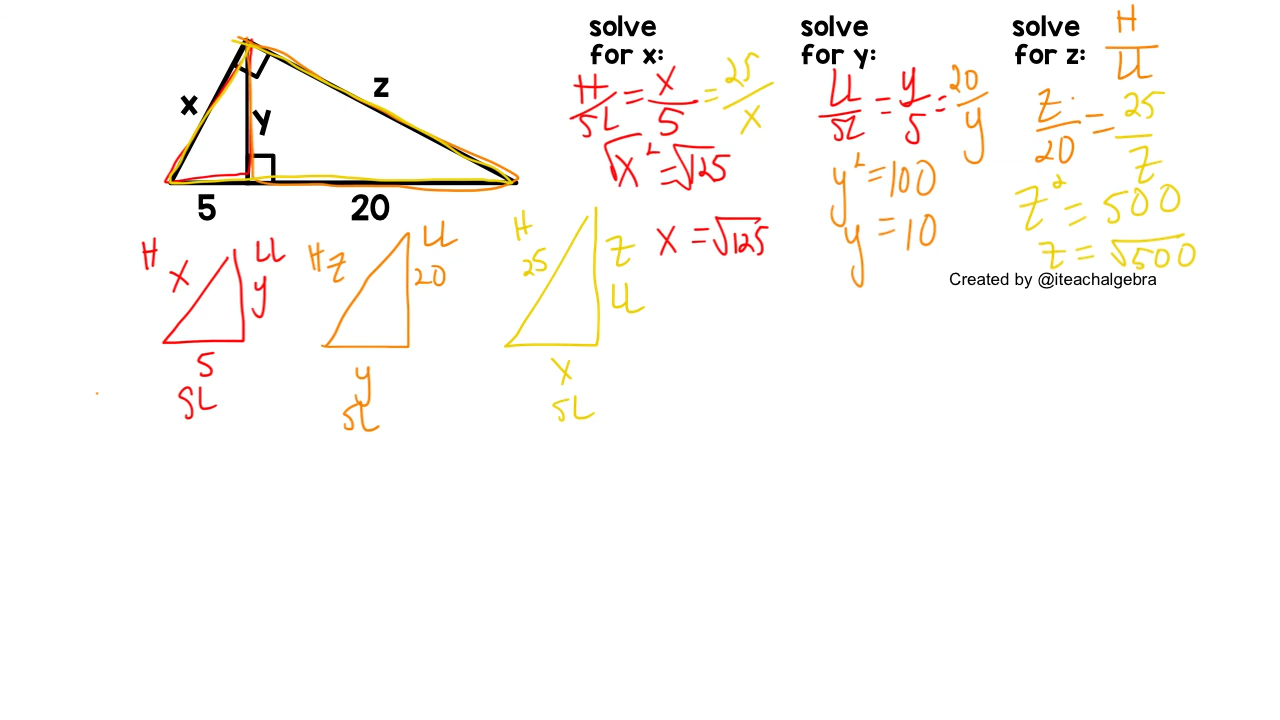 x
y
z
5
20
H
x
LL
y
5
SL
H
z
LL
20
y
SL
H
25
z
LL
x
SL
solve
for x:
H/SL = x/5 = 25/x
√x² = √125
x = √125
solve
for y:
LL/SL = y/5 = 20/y
y² = 100
y = 10
solve
for z:
H/LL
z/20 = 25/z
z² = 500
z = √500
Created by @iteachalgebra